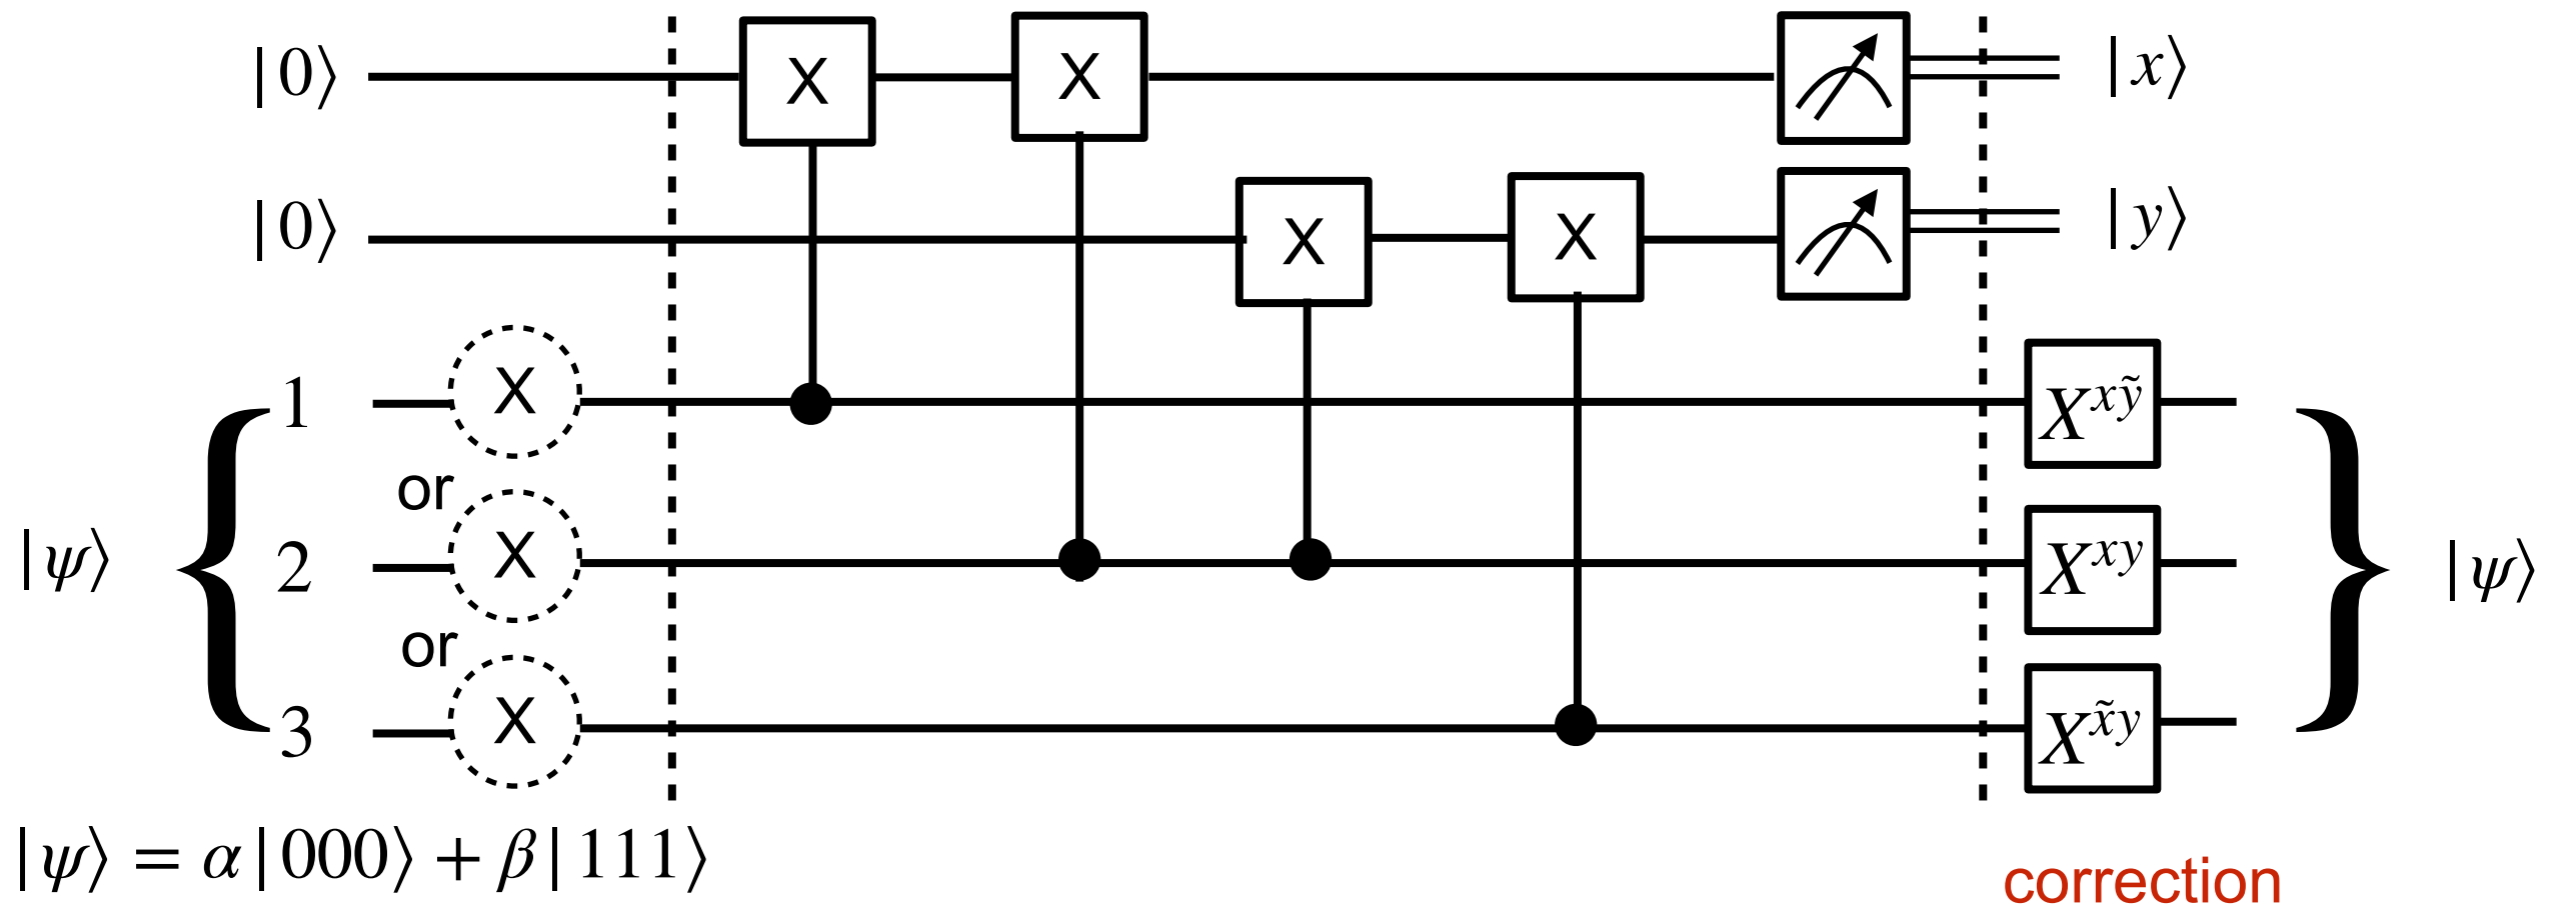 |0⟩ X X |x⟩
|0⟩ X X |y⟩
1 X X^{xỹ}
or
|ψ⟩ { 2 X X^{xy} } |ψ⟩
or
3 X X^{x̃y}
|ψ⟩ = α|000⟩ + β|111⟩
correction